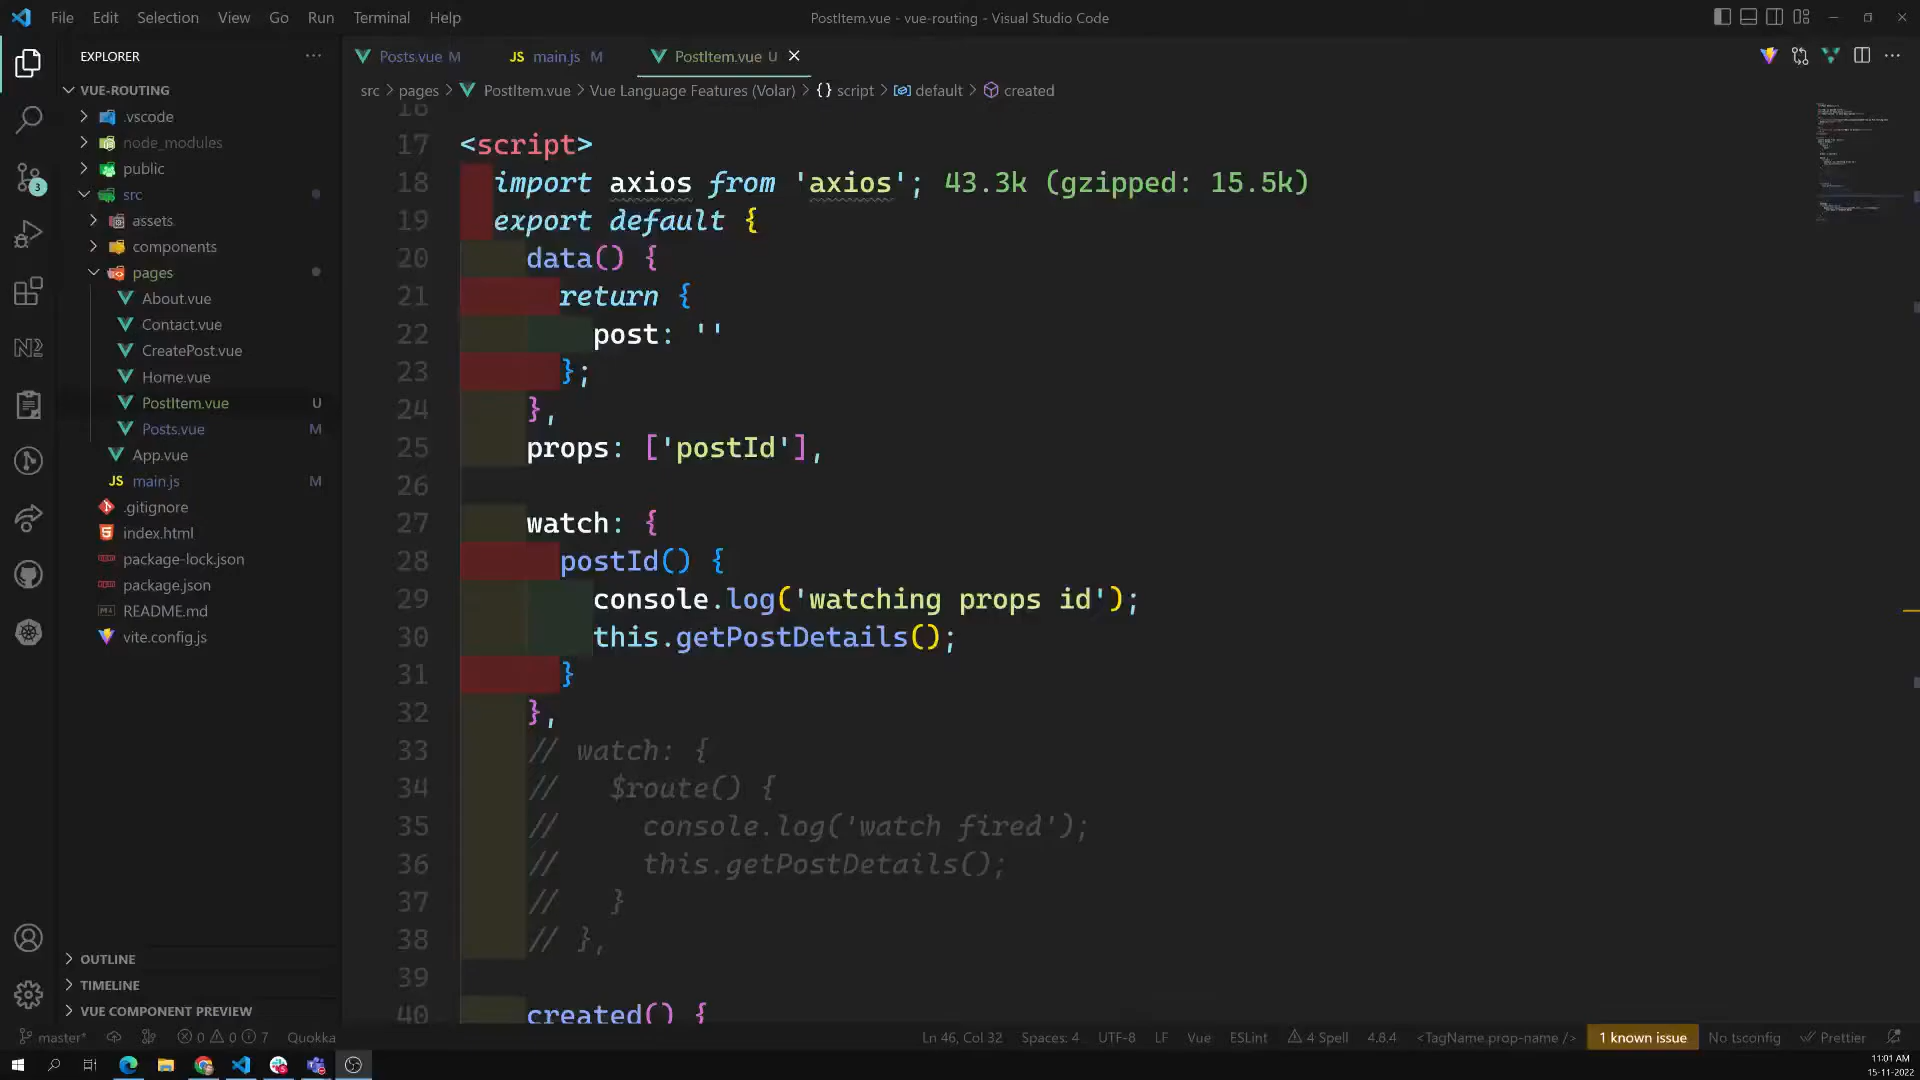 File Edit Selection View Go Run Terminal Help
PostItem.vue - vue-routing - Visual Studio Code
EXPLORER
Posts.vue M
JS main.js M
PostItem.vue U
VUE-ROUTING
src > pages > PostItem.vue > Vue Language Features (Volar) > {} script > default > created
.vscode
node_modules
public
src
assets
components
pages
About.vue
Contact.vue
CreatePost.vue
Home.vue
PostItem.vue U
Posts.vue M
App.vue
JS main.js M
.gitignore
index.html
package-lock.json
package.json
README.md
vite.config.js
OUTLINE
TIMELINE
VUE COMPONENT PREVIEW
3
16
17 <script>
18 import axios from 'axios'; 43.3k (gzipped: 15.5k)
19 export default {
20 data() {
21 return {
22 post: ''
23 };
24 },
25 props: ['postId'],
26
27 watch: {
28 postId() {
29 console.log('watching props id');
30 this.getPostDetails();
31 }
32 },
33 // watch: {
34 // $route() {
35 // console.log('watch fired');
36 // this.getPostDetails();
37 // }
38 // },
39
40 created() {
master* 0 0 7 Quokka Ln 46, Col 32 Spaces: 4 UTF-8 LF Vue ESLint 4 Spell 4.8.4 <TagName.prop-name /> 1 known issue No tsconfig Prettier
11:01 AM
15-11-2022